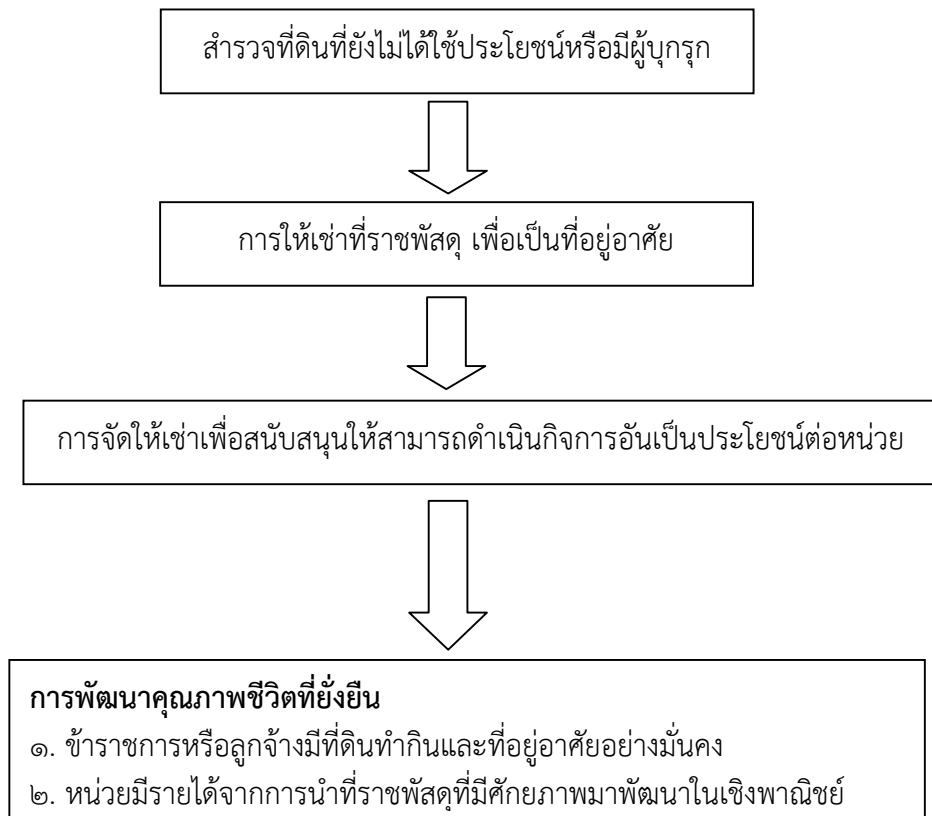 สำรวจที่ดินที่ยังไม่ได้ใช้ประโยชน์หรือมีผู้บุกรุก
การให้เช่าที่ราชพัสดุ เพื่อเป็นที่อยู่อาศัย
การจัดให้เช่าเพื่อสนับสนุนให้สามารถดำเนินกิจการอันเป็นประโยชน์ต่อหน่วย
การพัฒนาคุณภาพชีวิตที่ยั่งยืน
๑. ข้าราชการหรือลูกจ้างมีที่ดินทำกินและที่อยู่อาศัยอย่างมั่นคง
๒. หน่วยมีรายได้จากการนำที่ราชพัสดุที่มีศักยภาพมาพัฒนาในเชิงพาณิชย์